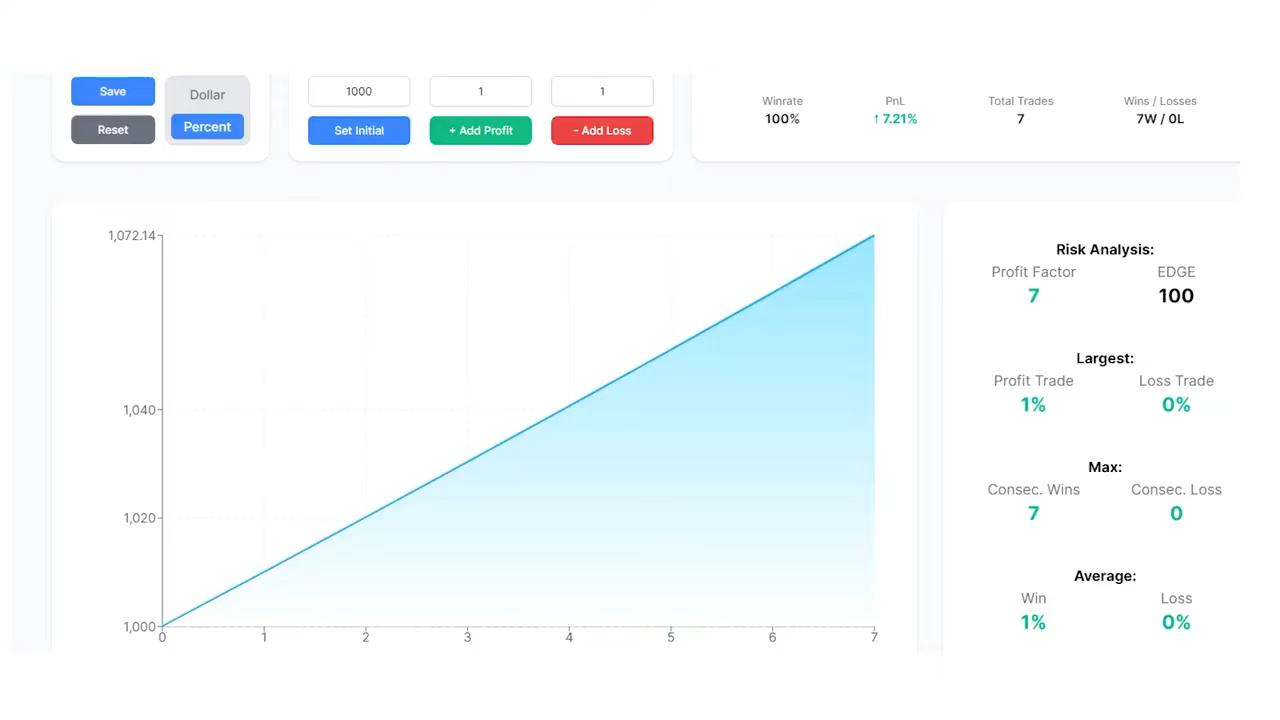 Save
Reset
Dollar
Percent
1000
Set Initial
1
+ Add Profit
1
- Add Loss
Winrate
100%
PnL
↑ 7.21%
Total Trades
7
Wins / Losses
7W / 0L
1,072.14
1,040
1,020
1,000
0 1 2 3 4 5 6 7
Risk Analysis:
Profit Factor EDGE
7 100
Largest:
Profit Trade Loss Trade
1% 0%
Max:
Consec. Wins Consec. Loss
7 0
Average:
Win Loss
1% 0%